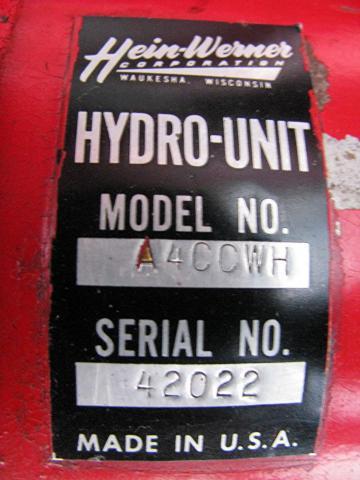 Hein-Werner
CORPORATION
WAUKESHA, WISCONSIN
HYDRO-UNIT
MODEL NO.
A4CCWH
SERIAL NO.
42022
MADE IN U.S.A.